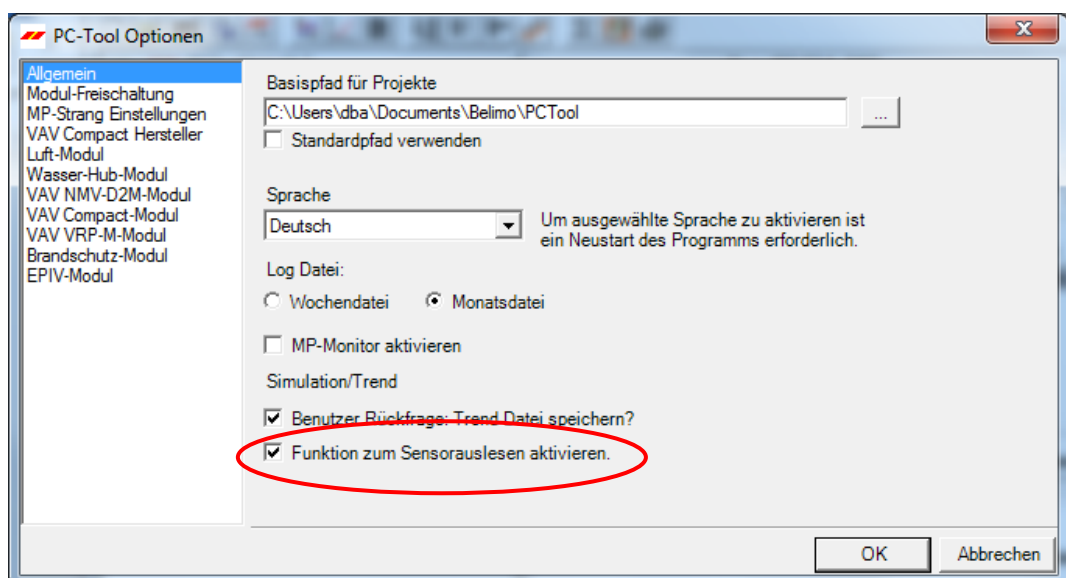 PC-Tool Optionen
Allgemein
Modul-Freischaltung
MP-Strang Einstellungen
VAV Compact Hersteller
Luft-Modul
Wasser-Hub-Modul
VAV NMV-D2M-Modul
VAV Compact-Modul
VAV VRP-M-Modul
Brandschutz-Modul
EPIV-Modul
Basispfad für Projekte
C:\Users\dba\Documents\Belimo\PCTool
...
Standardpfad verwenden
Sprache
Deutsch
Um ausgewählte Sprache zu aktivieren ist
ein Neustart des Programms erforderlich.
Log Datei:
Wochendatei
Monatsdatei
MP-Monitor aktivieren
Simulation/Trend
Benutzer Rückfrage: Trend Datei speichern?
Funktion zum Sensorauslesen aktivieren.
OK
Abbrechen